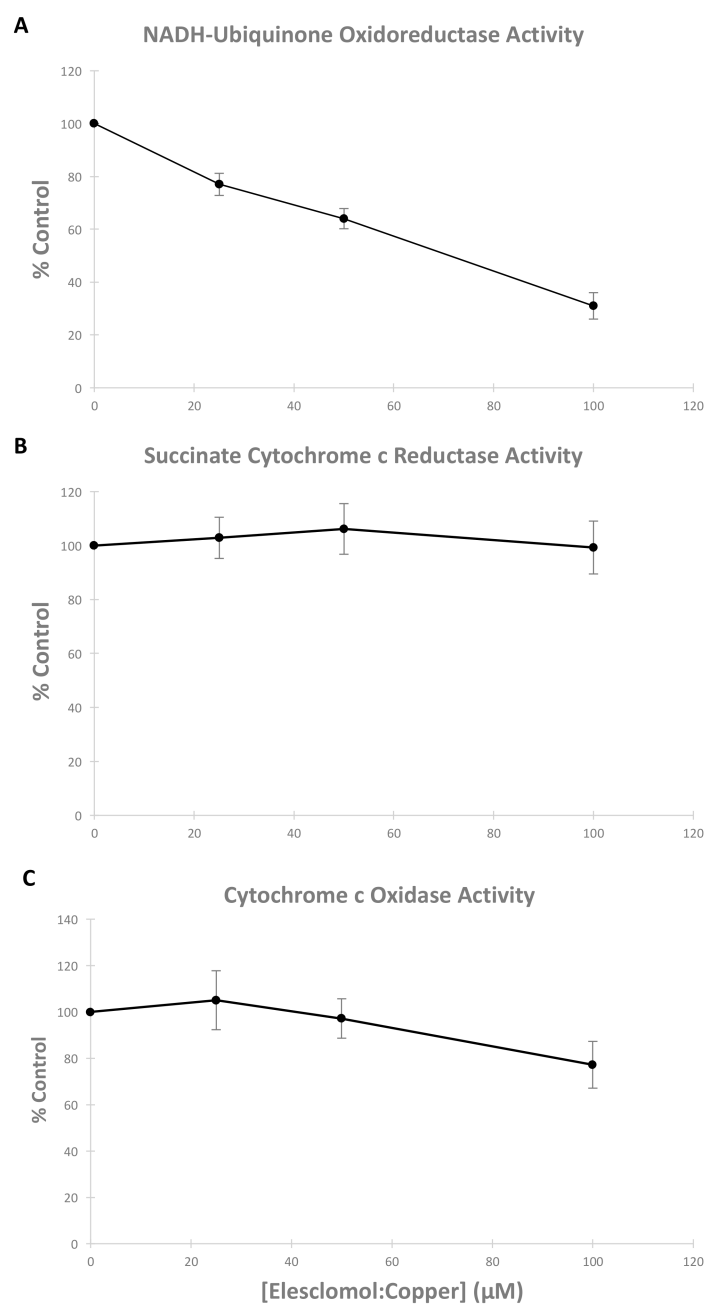 A
NADH-Ubiquinone Oxidoreductase Activity
120
100
80
60
40
20
0
% Control
0 20 40 60 80 100 120
B
Succinate Cytochrome c Reductase Activity
120
100
80
60
40
20
0
% Control
0 20 40 60 80 100 120
C
Cytochrome c Oxidase Activity
140
120
100
80
60
40
20
0
% Control
0 20 40 60 80 100 120
[Elesclomol:Copper] (µM)